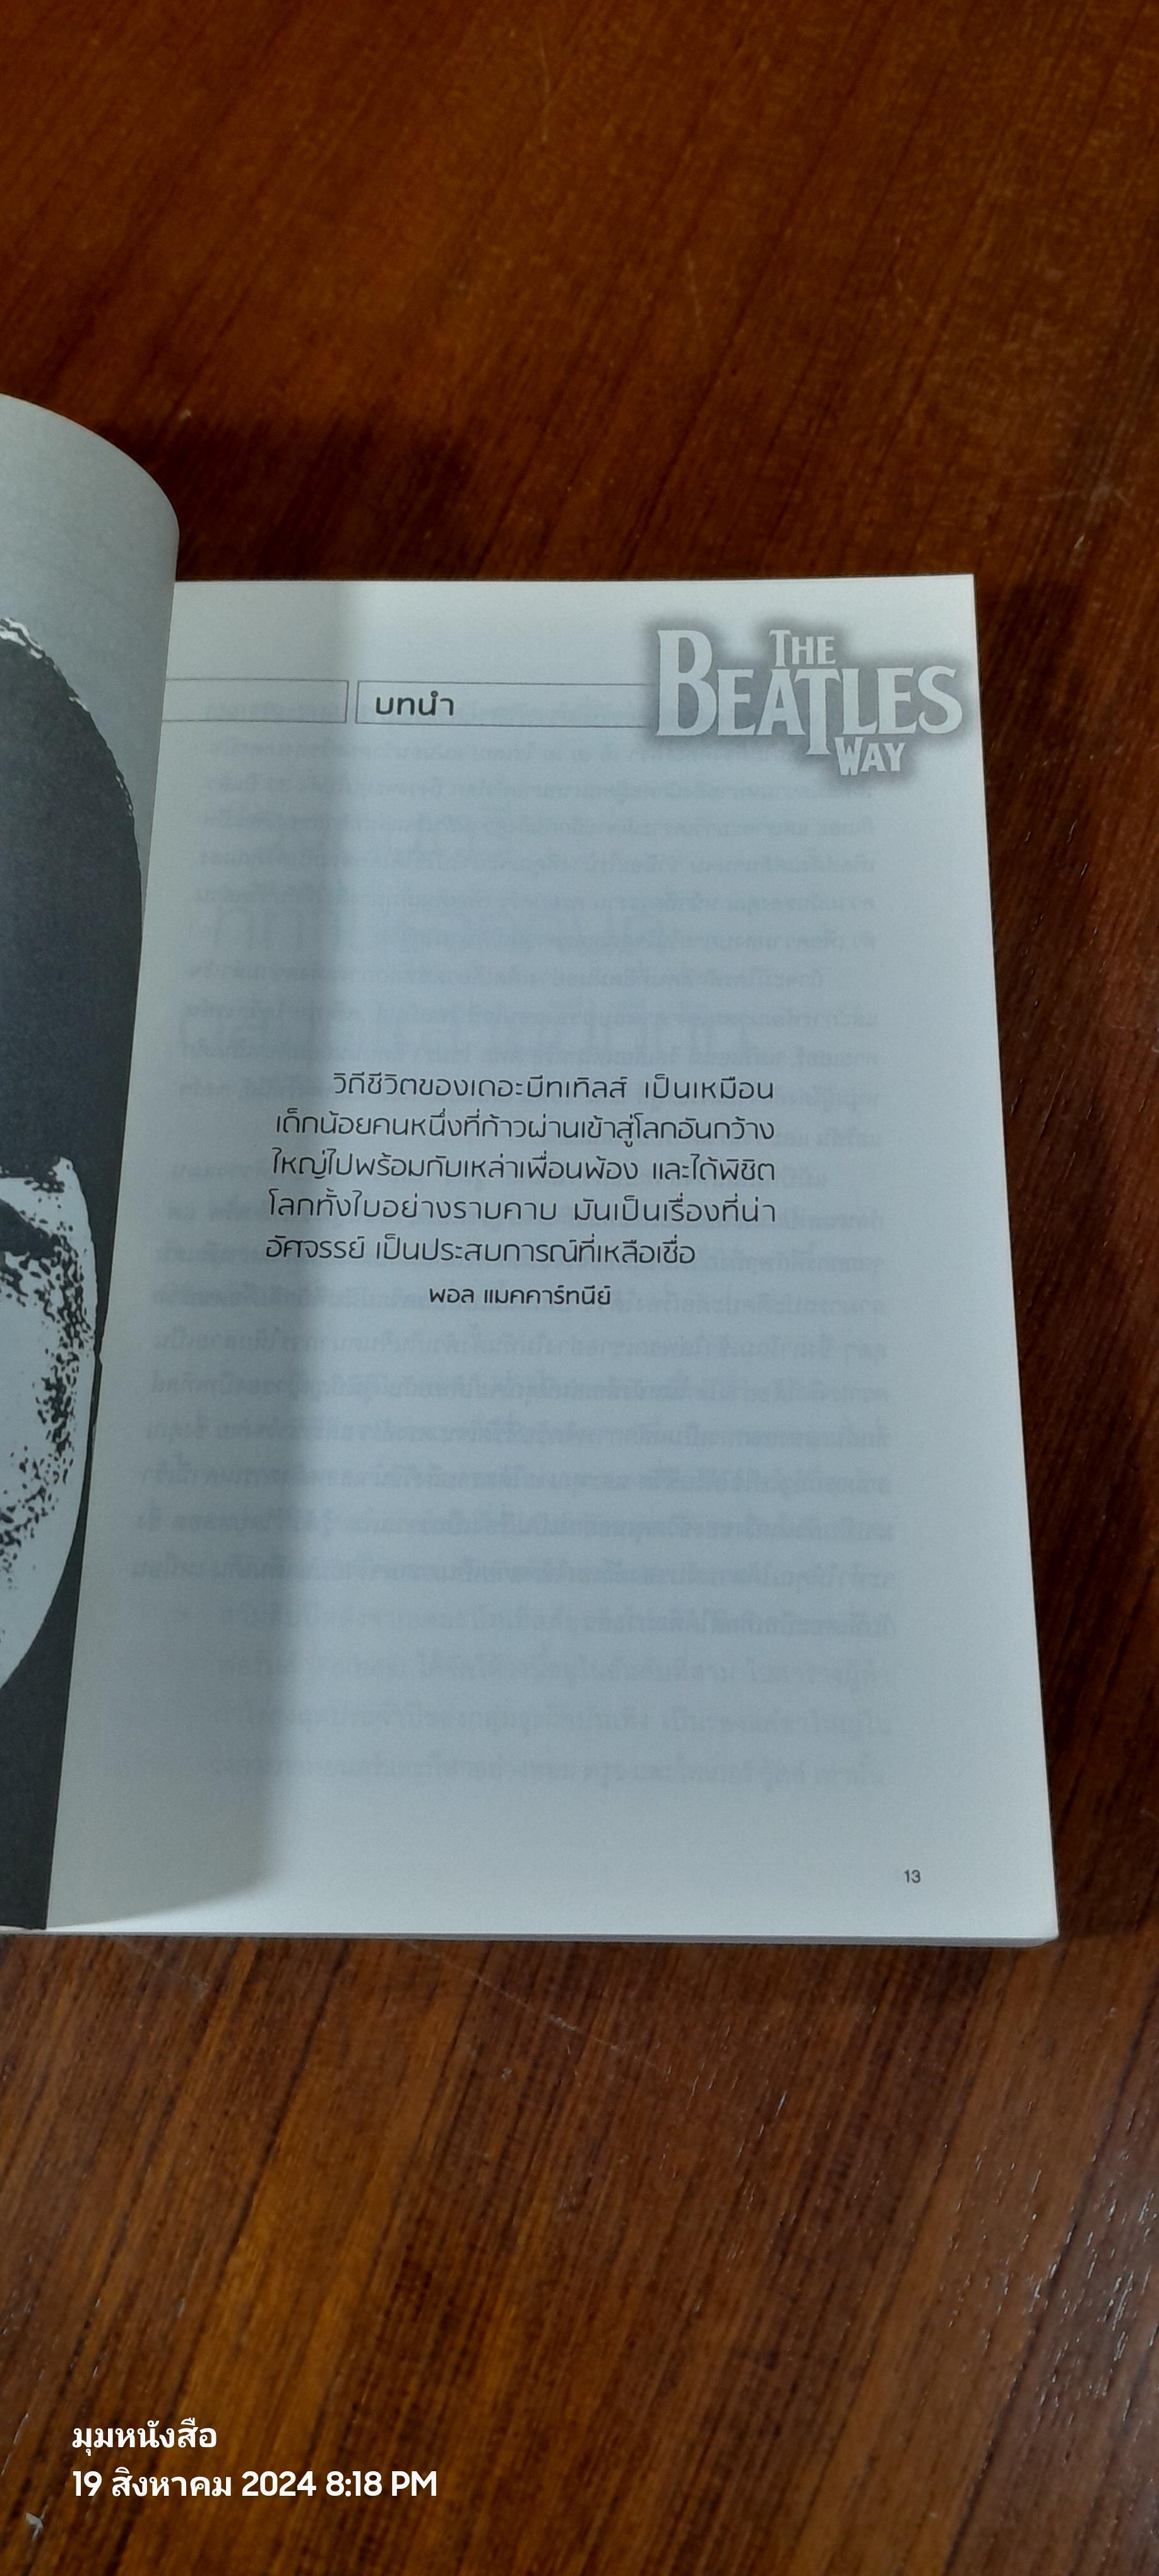 THE
BEATLES
WAY
บทนำ
วิถีชีวิตของเดอะบีทเทิลส์ เป็นเหมือน
เด็กน้อยคนหนึ่งที่ก้าวผ่านเข้าสู่โลกอันกว้าง
ใหญ่ไปพร้อมกับเหล่าเพื่อนพ้อง และได้พิชิต
โลกทั้งใบอย่างราบคาบ มันเป็นเรื่องที่น่า
อัศจรรย์ เป็นประสบการณ์ที่เหลือเชื่อ
พอล แมคคาร์ทนีย์
13
มุมหนังสือ
19 สิงหาคม 2024 8:18 PM